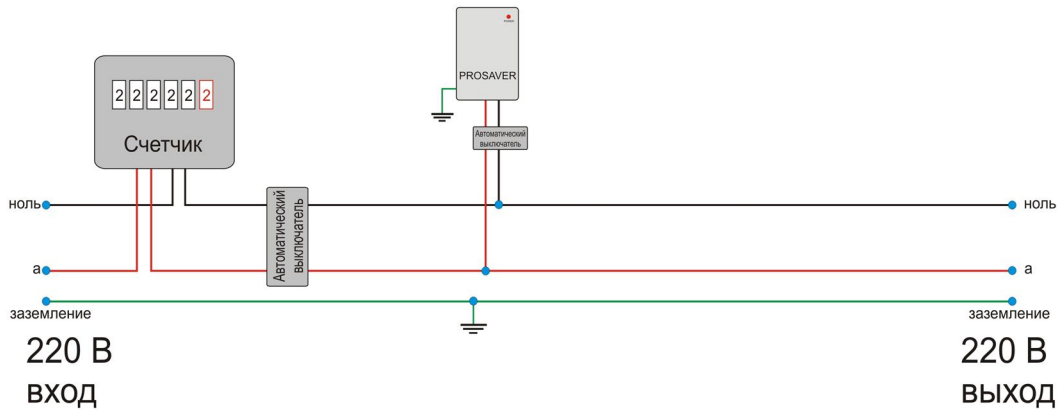 PROSAVER
222222
Счетчик
Автоматический
выключатель
Автоматический
выключатель
ноль
ноль
а
а
заземление
заземление
220 В
вход
220 В
выход